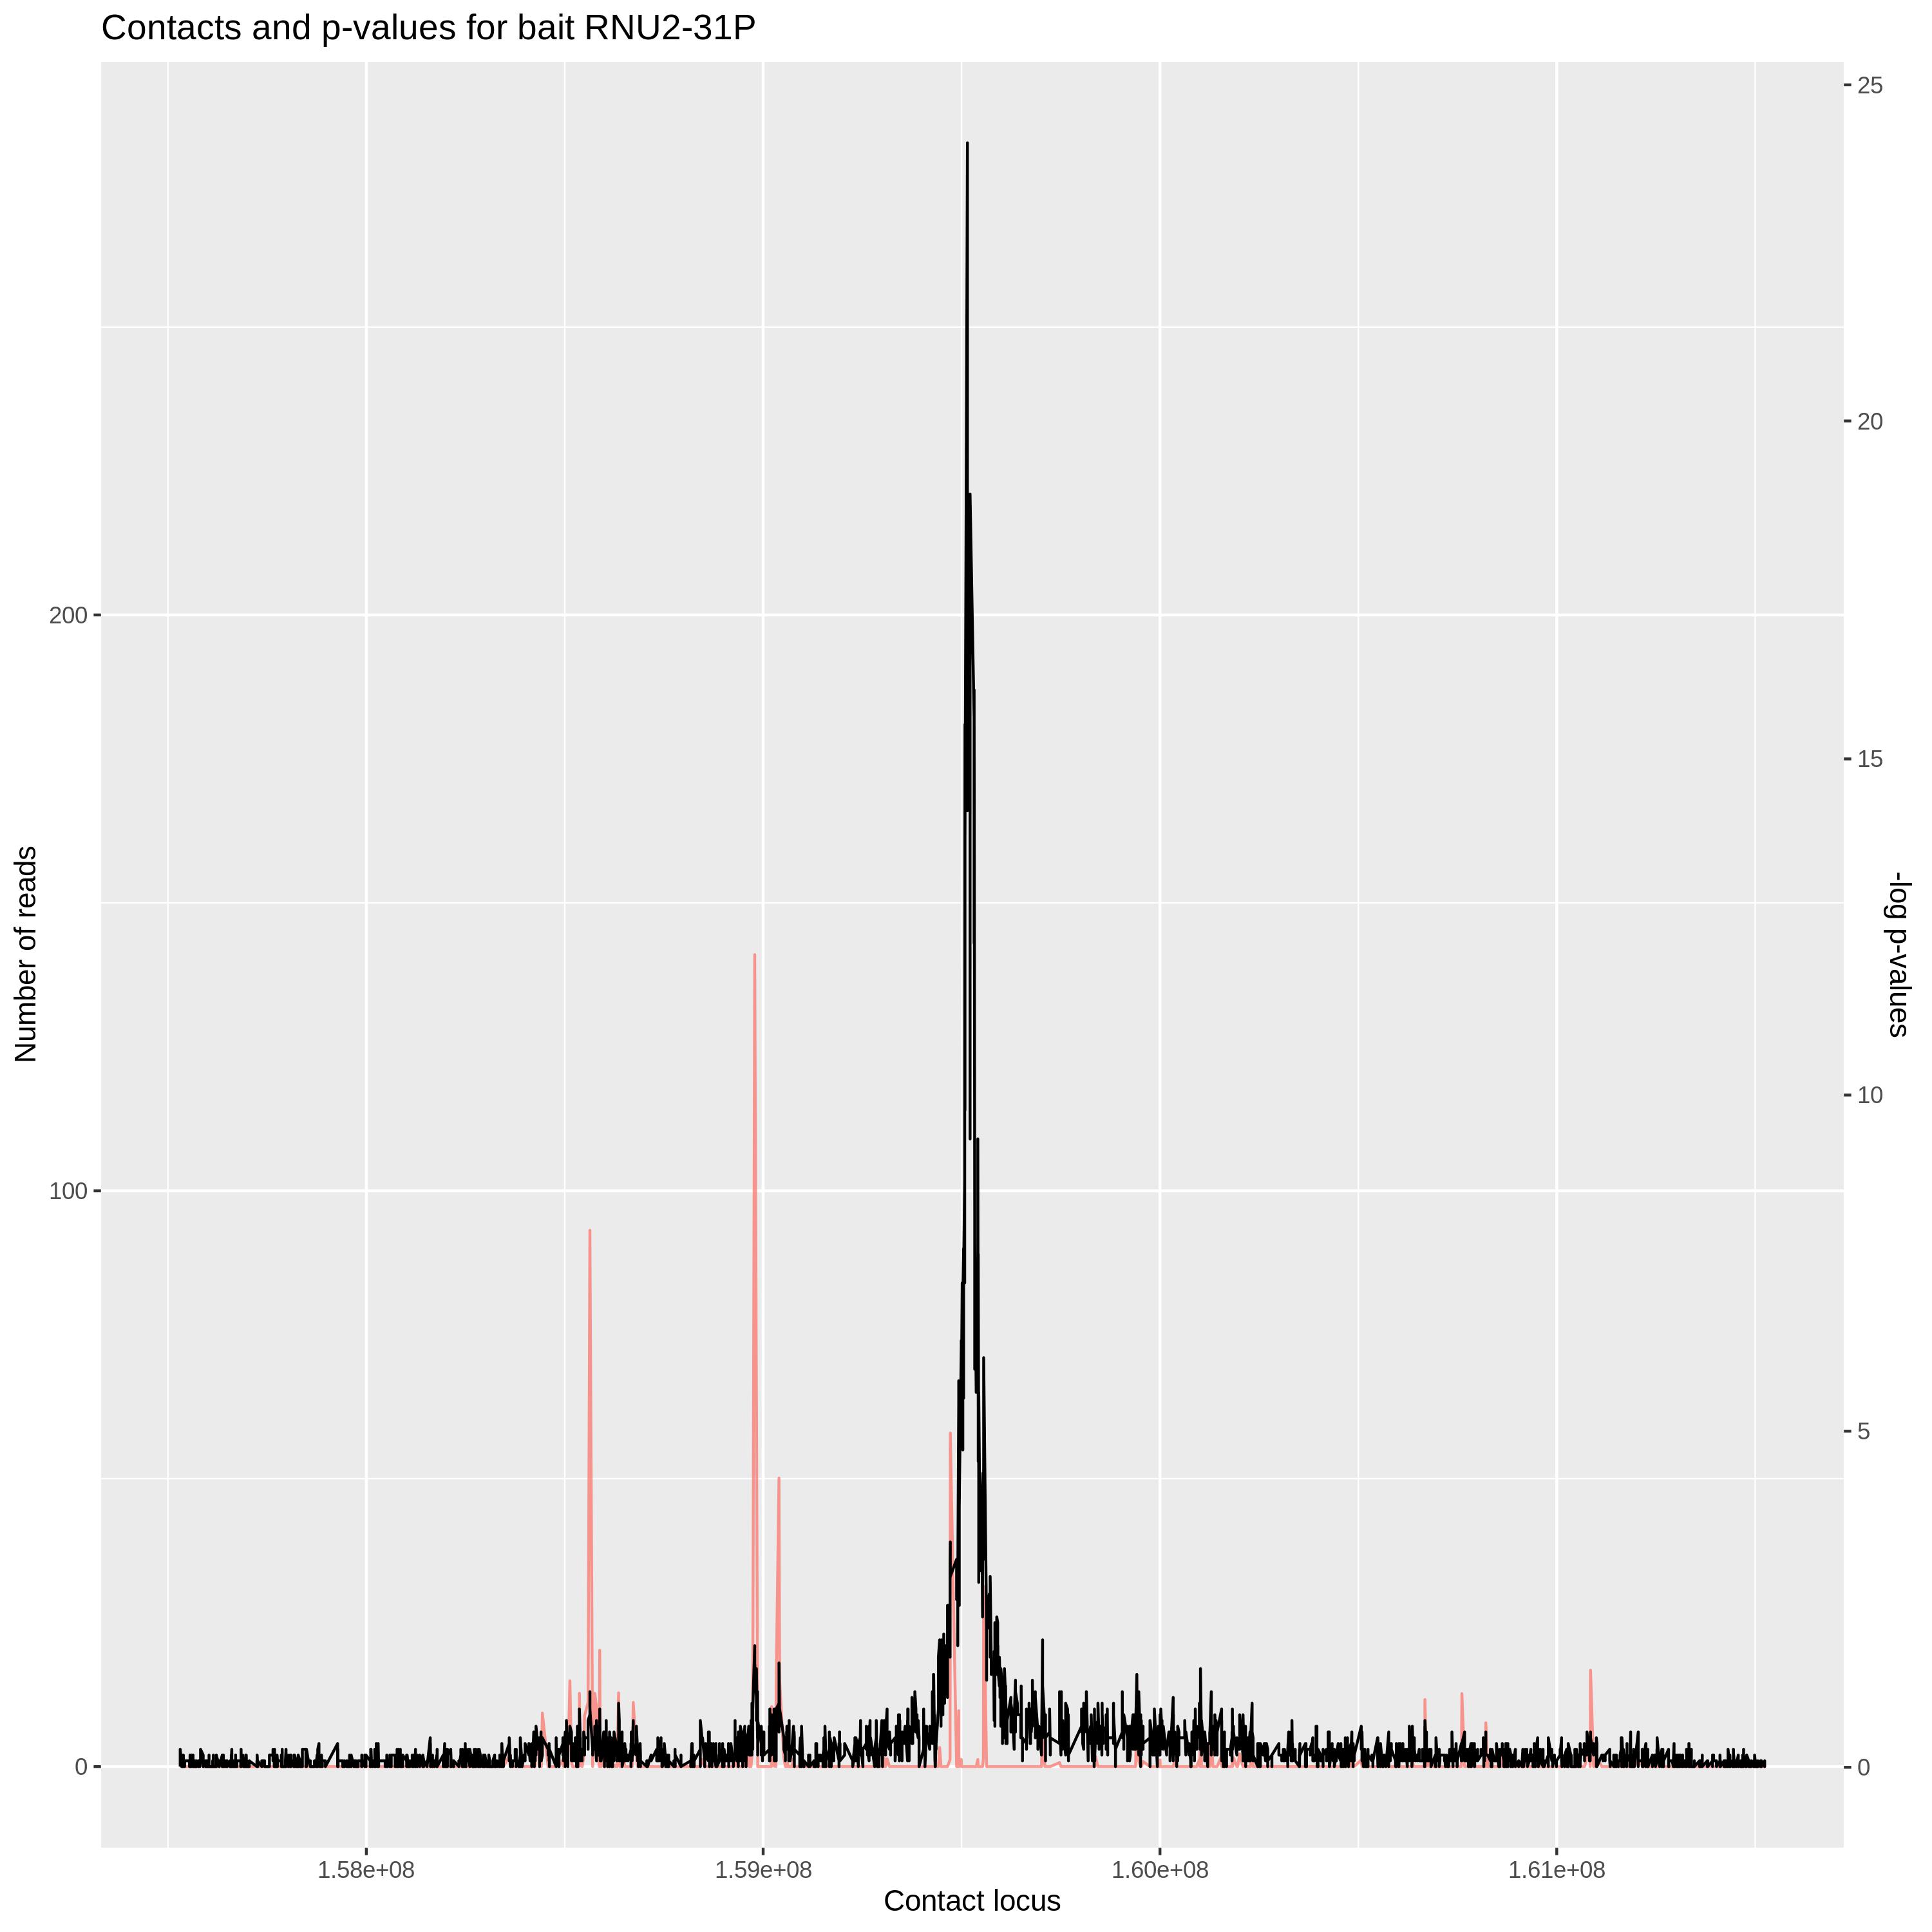 Contacts and p-values for bait RNU2-31P
Number of reads
200
100
0
25
20
15
10
5
0
-log p-values
1.58e+08
1.59e+08
1.60e+08
1.61e+08
Contact locus